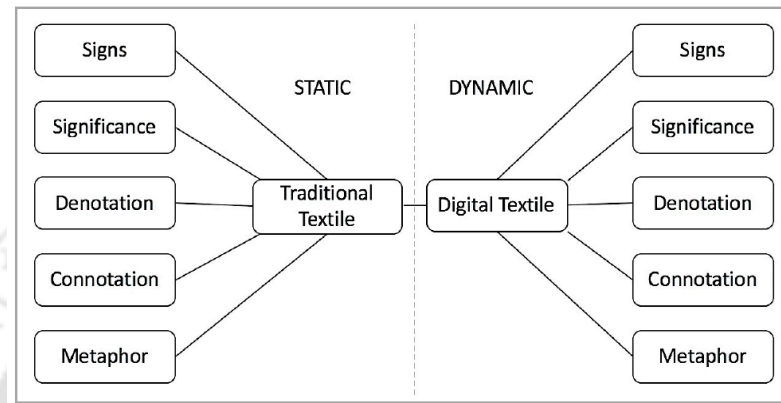 Signs
Significance
Denotation
Connotation
Metaphor
STATIC
Traditional
Textile
DYNAMIC
Digital Textile
Signs
Significance
Denotation
Connotation
Metaphor